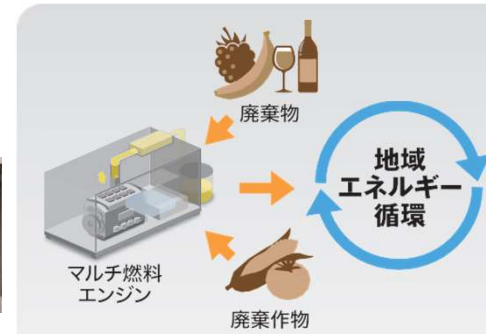 廃棄物
地域
エネルギー
循環
マルチ燃料
エンジン
廃棄作物